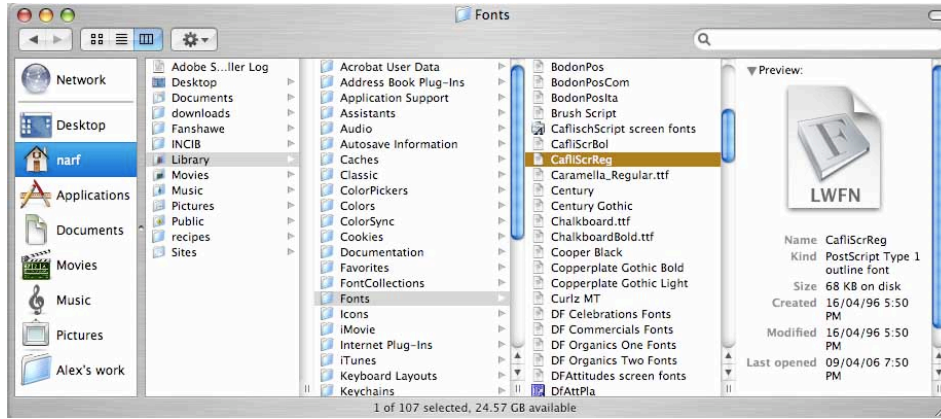 Fonts
Network
Desktop
narf
Applications
Documents
Movies
Music
Pictures
Alex's work
Adobe S...ller Log
Desktop
Documents
downloads
Fanshawe
INCIB
Library
Movies
Music
Pictures
Public
recipes
Sites
Acrobat User Data
Address Book Plug-Ins
Application Support
Assistants
Audio
Autosave Information
Caches
Classic
ColorPickers
Colors
ColorSync
Cookies
Documentation
Favorites
FontCollections
Fonts
Icons
iMovie
Internet Plug-Ins
iTunes
Keyboard Layouts
Keychains
BodonPos
BodonPosCom
BodonPosIta
Brush Script
CaflischScript screen fonts
CafliScrBol
CafliScrReg
Caramella_Regular.ttf
Century
Century Gothic
Chalkboard.ttf
ChalkboardBold.ttf
Cooper Black
Copperplate Gothic Bold
Copperplate Gothic Light
Curlz MT
DF Celebrations Fonts
DF Commercials Fonts
DF Organics One Fonts
DF Organics Two Fonts
DFAttitudes screen fonts
DfAttPla
Preview:
F
LWFN
Name CafliScrReg
Kind PostScript Type 1
outline font
Size 68 KB on disk
Created 16/04/96 5:50
PM
Modified 16/04/96 5:50
PM
Last opened 09/04/06 7:50
PM
1 of 107 selected, 24.57 GB available